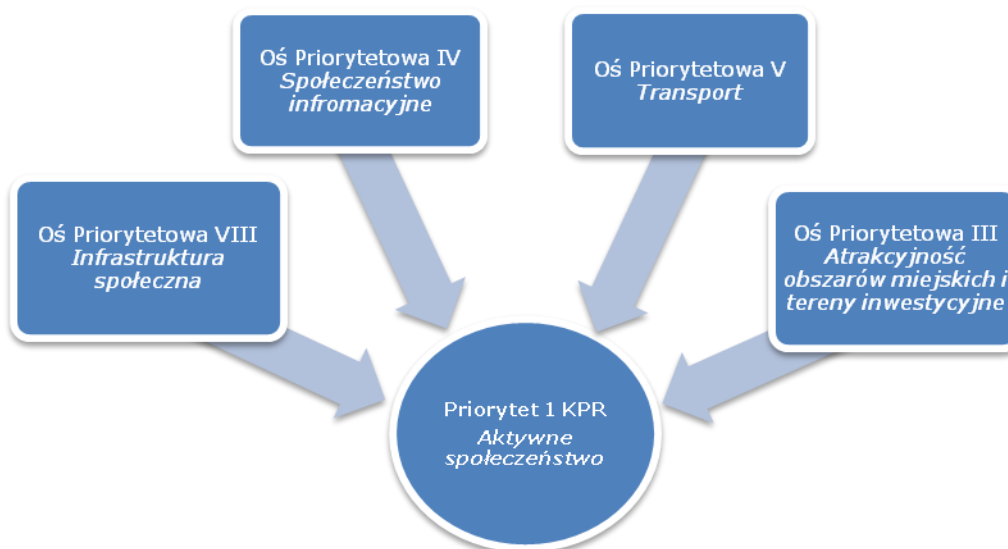 Oś Priorytetowa IV
Społeczeństwo
infromacyjne
Oś Priorytetowa V
Transport
Oś Priorytetowa VIII
Infrastruktura
społeczna
Oś Priorytetowa III
Atrakcyjność
obszarów miejskich i
tereny inwestycyjne
Priorytet 1 KPR
Aktywne
społeczeństwo